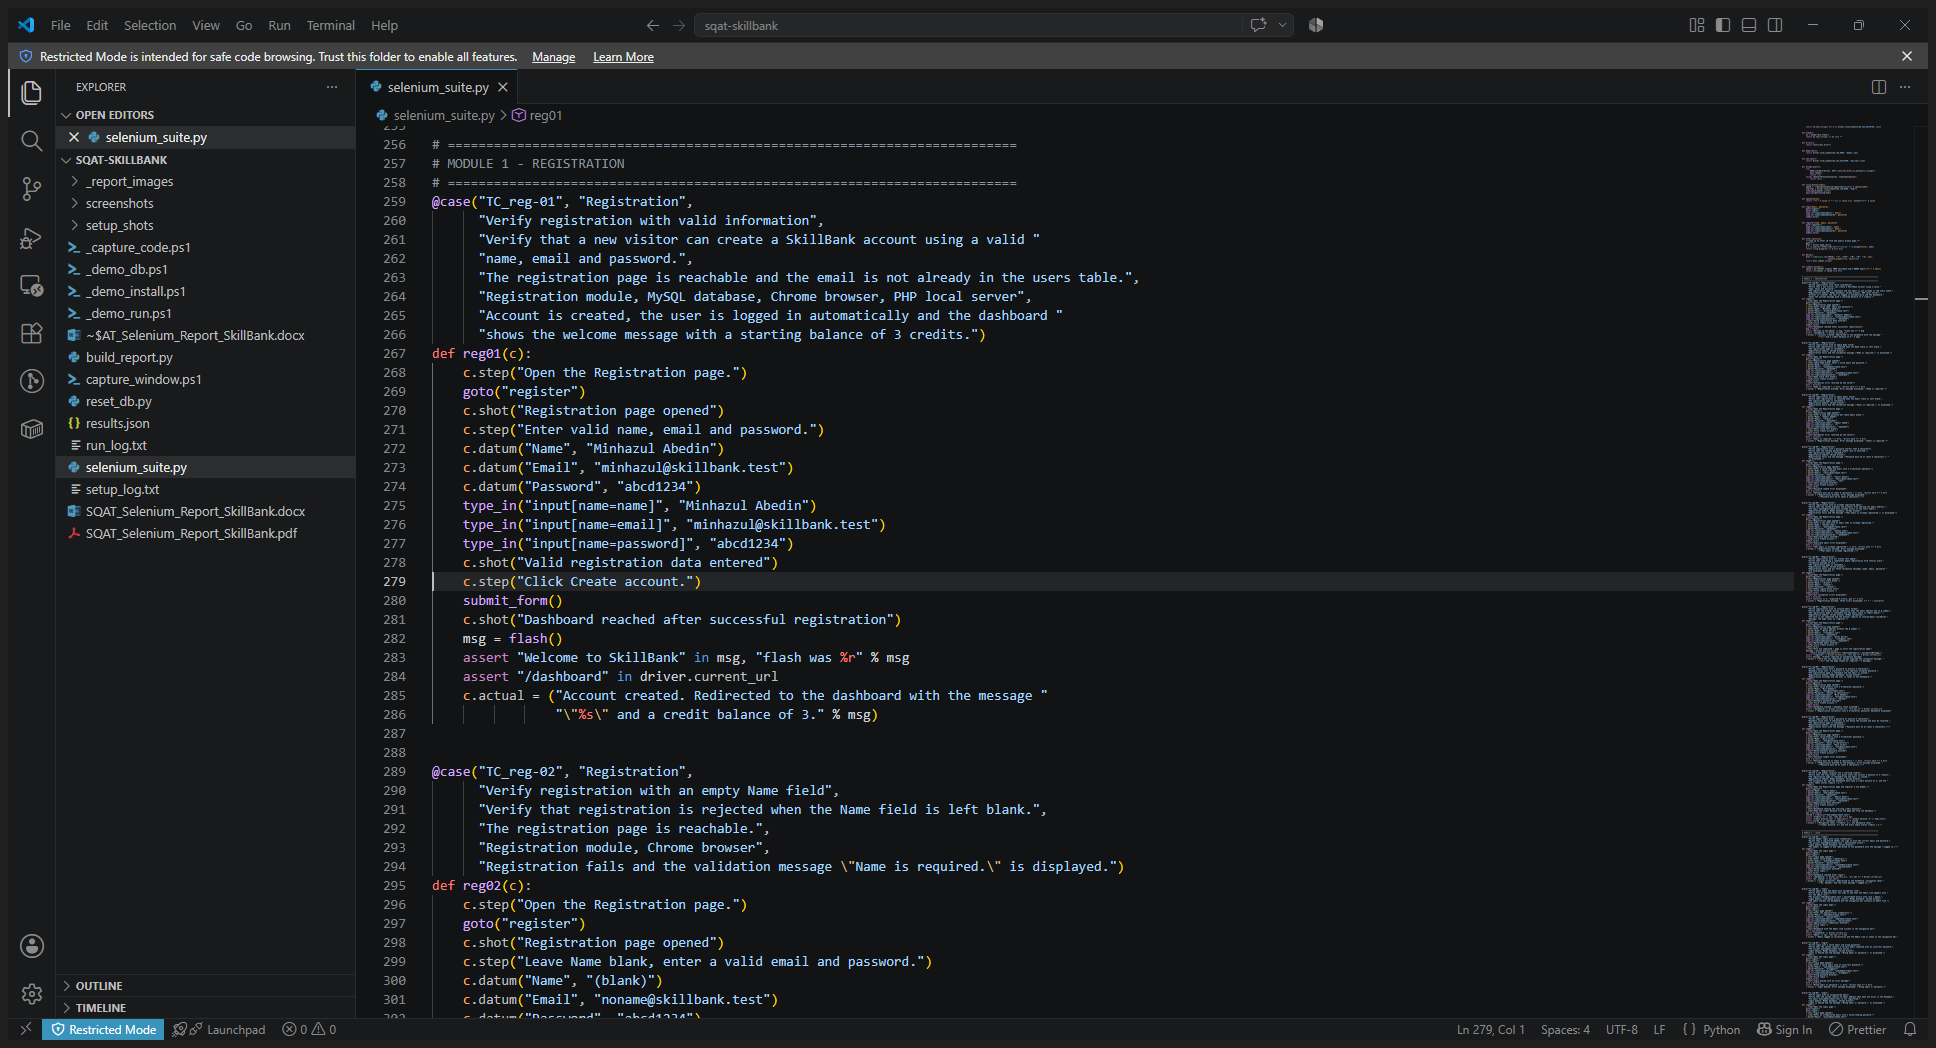 File Edit Selection View Go Run Terminal Help
sqat-skillbank
Restricted Mode is intended for safe code browsing. Trust this folder to enable all features. Manage Learn More
EXPLORER
OPEN EDITORS
selenium_suite.py
SQAT-SKILLBANK
_report_images
screenshots
setup_shots
_capture_code.ps1
_demo_db.ps1
_demo_install.ps1
_demo_run.ps1
~$AT_Selenium_Report_SkillBank.docx
build_report.py
capture_window.ps1
reset_db.py
results.json
run_log.txt
selenium_suite.py
setup_log.txt
SQAT_Selenium_Report_SkillBank.docx
SQAT_Selenium_Report_SkillBank.pdf
OUTLINE
TIMELINE
selenium_suite.py
selenium_suite.py > reg01
255
256 # ==========================================================================
257 # MODULE 1 - REGISTRATION
258 # ==========================================================================
259 @case("TC_reg-01", "Registration",
260 "Verify registration with valid information",
261 "Verify that a new visitor can create a SkillBank account using a valid "
262 "name, email and password.",
263 "The registration page is reachable and the email is not already in the users table.",
264 "Registration module, MySQL database, Chrome browser, PHP local server",
265 "Account is created, the user is logged in automatically and the dashboard "
266 "shows the welcome message with a starting balance of 3 credits.")
267 def reg01(c):
268 c.step("Open the Registration page.")
269 goto("register")
270 c.shot("Registration page opened")
271 c.step("Enter valid name, email and password.")
272 c.datum("Name", "Minhazul Abedin")
273 c.datum("Email", "minhazul@skillbank.test")
274 c.datum("Password", "abcd1234")
275 type_in("input[name=name]", "Minhazul Abedin")
276 type_in("input[name=email]", "minhazul@skillbank.test")
277 type_in("input[name=password]", "abcd1234")
278 c.shot("Valid registration data entered")
279 c.step("Click Create account.")
280 submit_form()
281 c.shot("Dashboard reached after successful registration")
282 msg = flash()
283 assert "Welcome to SkillBank" in msg, "flash was %r" % msg
284 assert "/dashboard" in driver.current_url
285 c.actual = ("Account created. Redirected to the dashboard with the message "
286 "\"%s\" and a credit balance of 3." % msg)
287
288
289 @case("TC_reg-02", "Registration",
290 "Verify registration with an empty Name field",
291 "Verify that registration is rejected when the Name field is left blank.",
292 "The registration page is reachable.",
293 "Registration module, Chrome browser",
294 "Registration fails and the validation message \"Name is required.\" is displayed.")
295 def reg02(c):
296 c.step("Open the Registration page.")
297 goto("register")
298 c.shot("Registration page opened")
299 c.step("Leave Name blank, enter a valid email and password.")
300 c.datum("Name", "(blank)")
301 c.datum("Email", "noname@skillbank.test")
302 c.datum("Password", "abcd1234")
Restricted Mode Launchpad 0 0 Ln 279, Col 1 Spaces: 4 UTF-8 LF { } Python Sign In Prettier